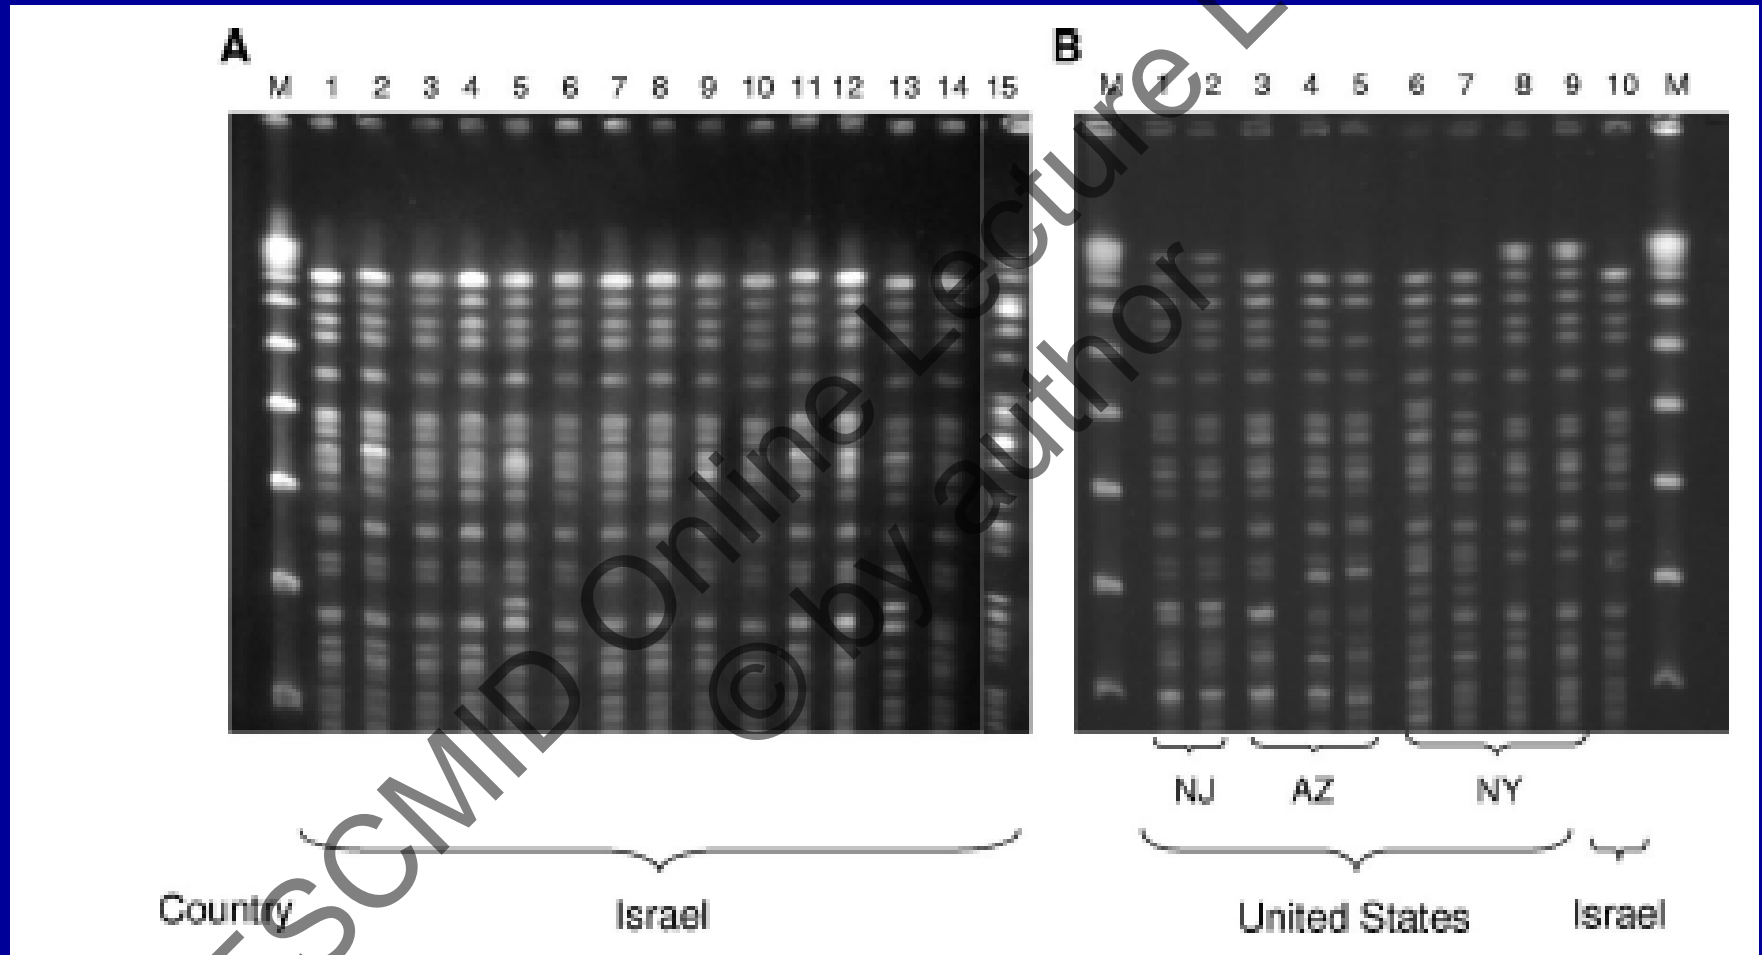 A
M 1 2 3 4 5 6 7 8 9 10 11 12 13 14 15
B
M 1 2 3 4 5 6 7 8 9 10 M
NJ AZ NY
Country Israel United States Israel
ESCMID Online Lecture L
© by author